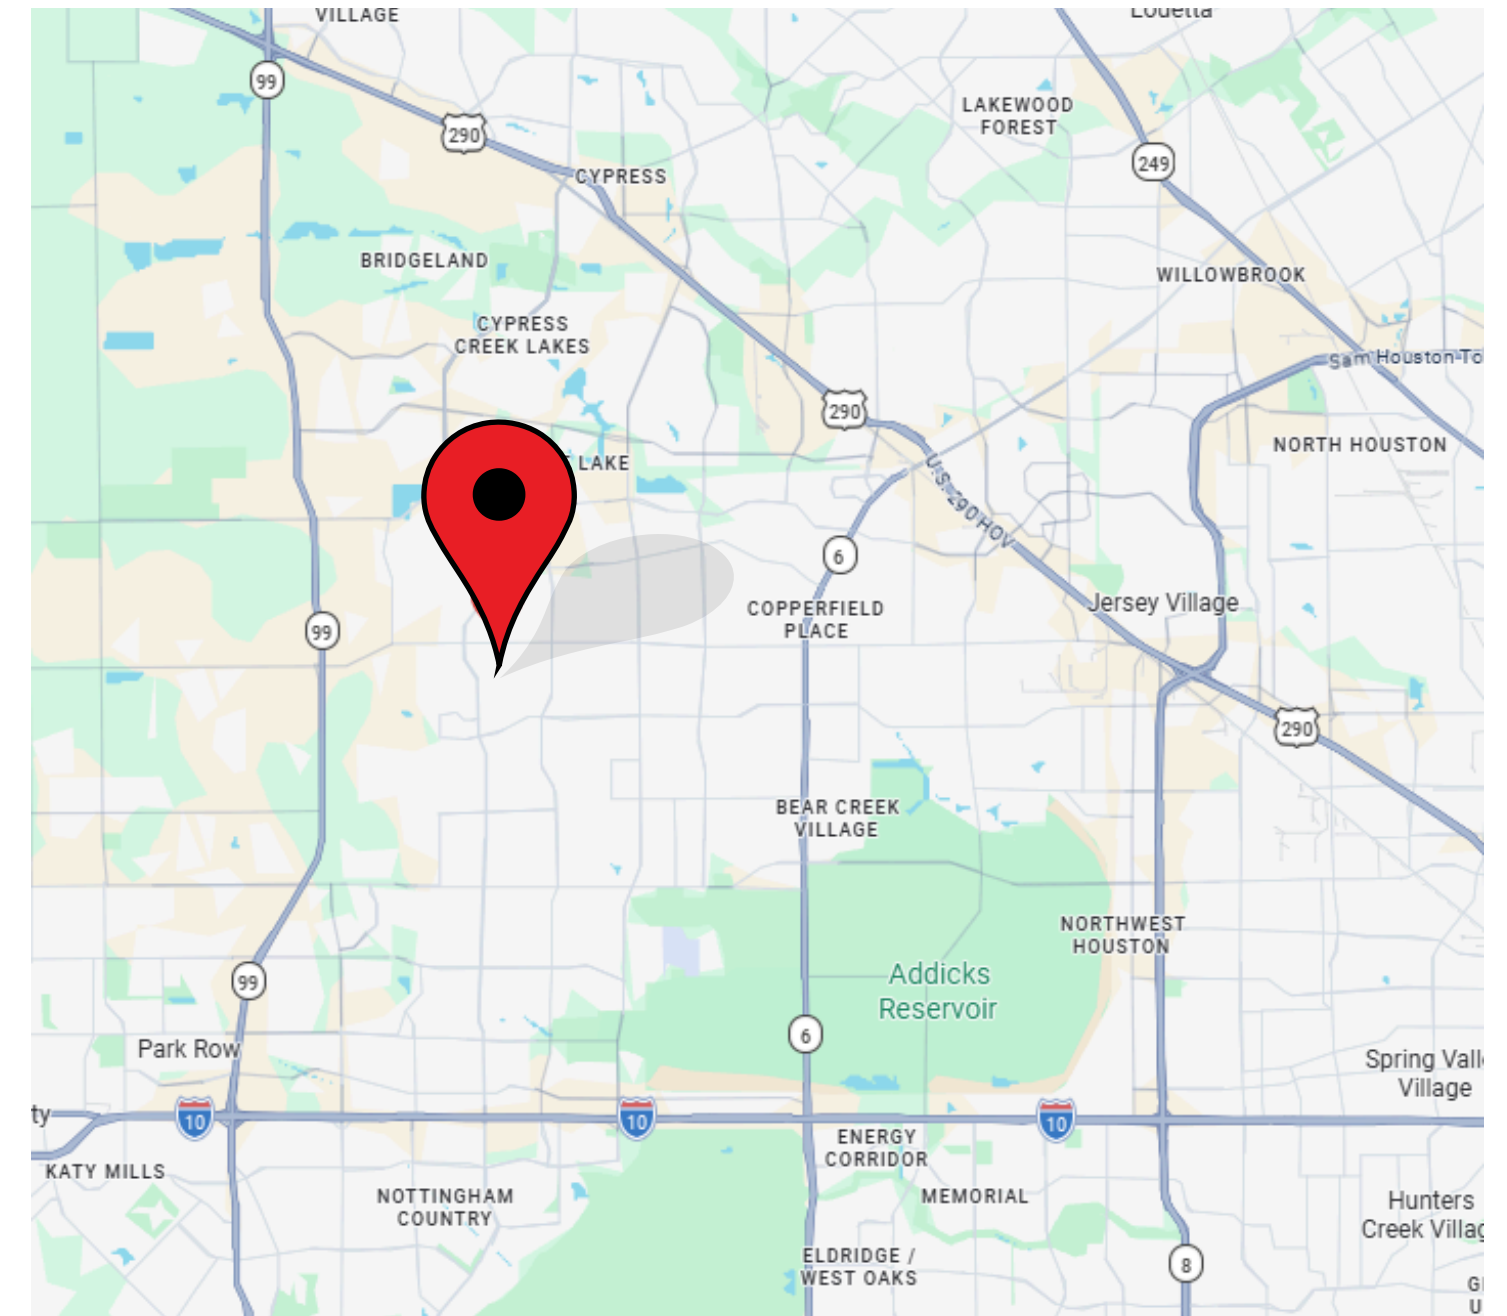 VILLAGE
Louetta
99
290
LAKEWOOD
FOREST
249
CYPRESS
BRIDGELAND
WILLOWBROOK
CYPRESS
CREEK LAKES
Sam Houston To
290
NORTH HOUSTON
LAKE
U.S. 290 HOV
6
COPPERFIELD
PLACE
Jersey Village
99
290
BEAR CREEK
VILLAGE
NORTHWEST
HOUSTON
Addicks
Reservoir
99
6
Park Row
Spring Vall
Village
ty
10
10
10
ENERGY
CORRIDOR
KATY MILLS
NOTTINGHAM
COUNTRY
MEMORIAL
Hunters
Creek Villag
ELDRIDGE /
WEST OAKS
8
G
U